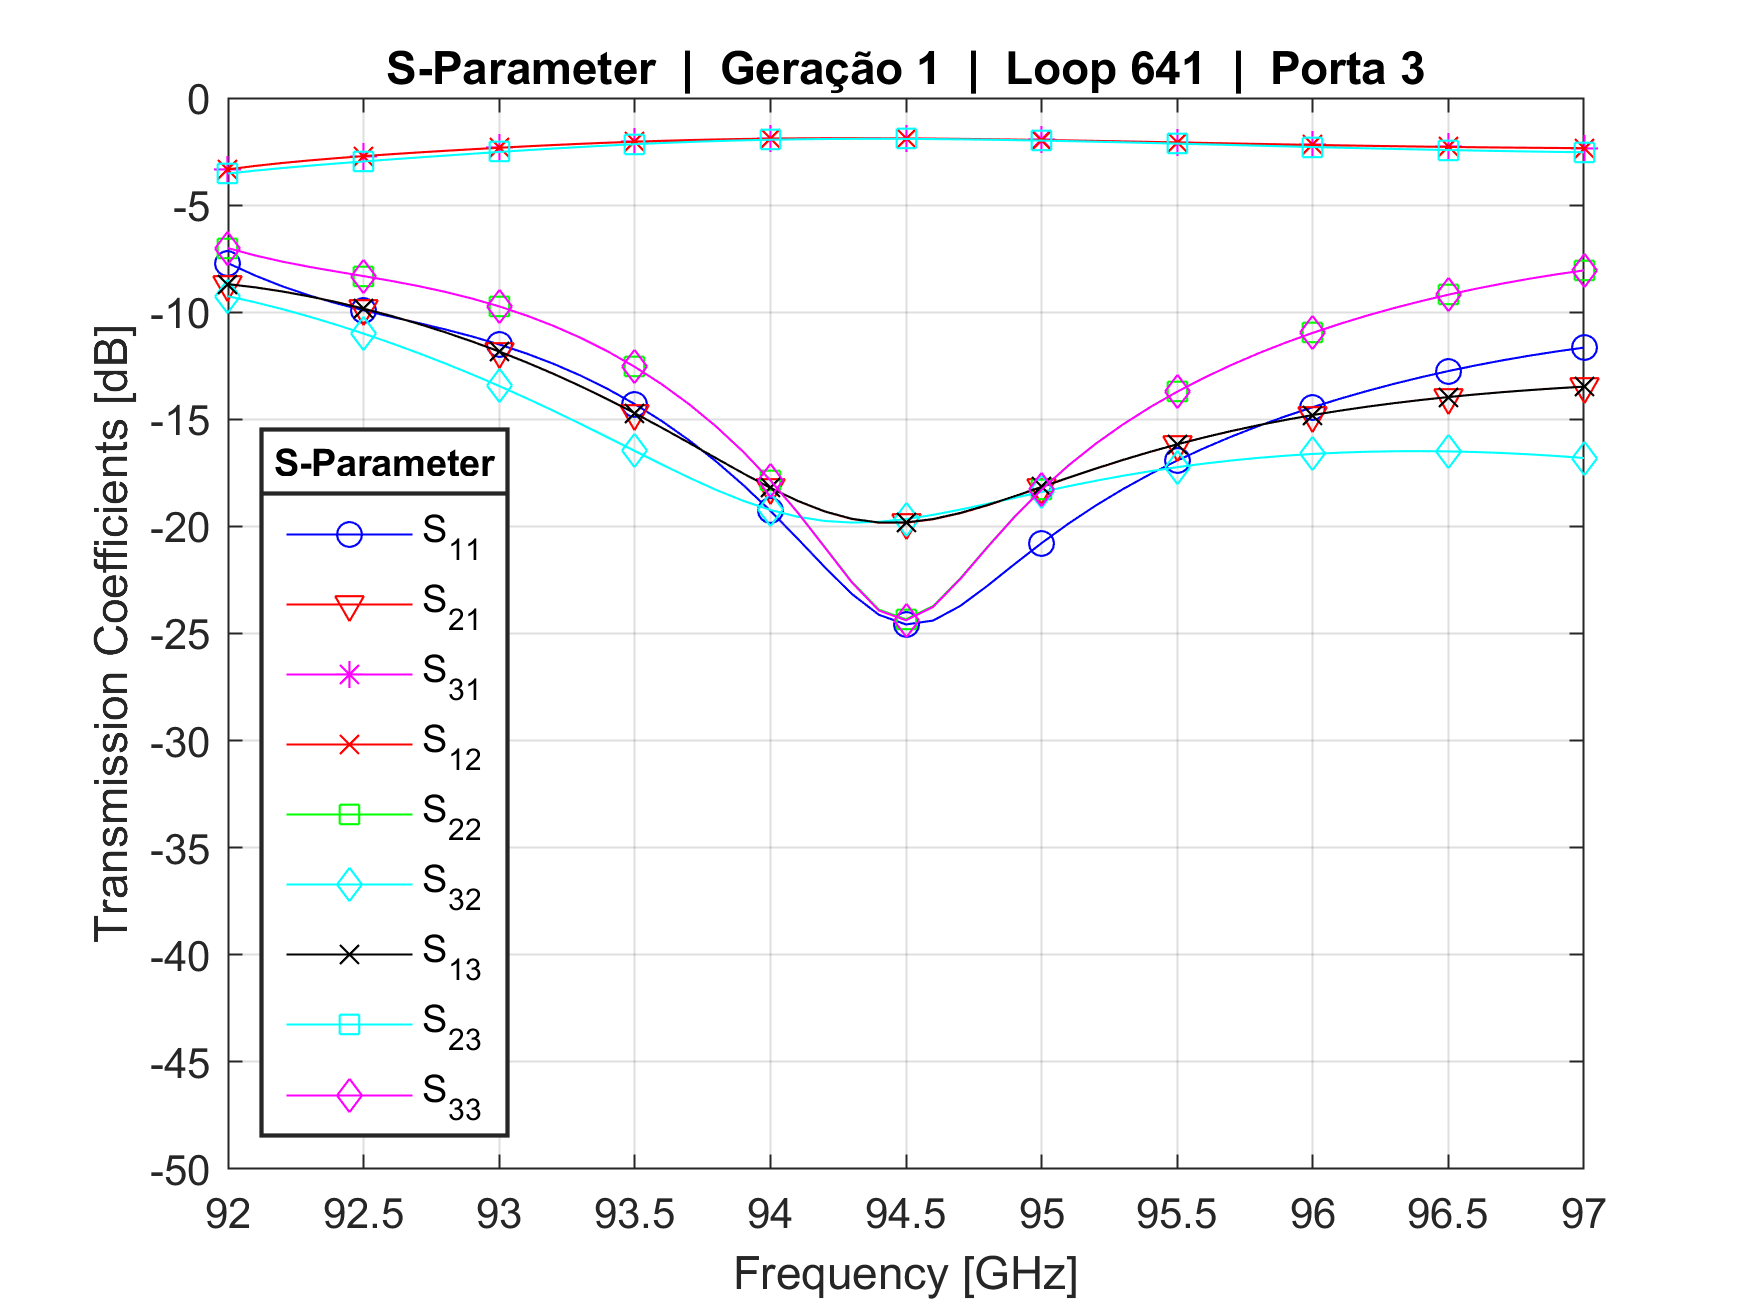 S-Parameter | Geração 1 | Loop 641 | Porta 3
0
-5
-10
-15
-20
-25
-30
-35
-40
-45
-50
Transmission Coefficients [dB]
S-Parameter
S11
S21
S31
S12
S22
S32
S13
S23
S33
92 92.5 93 93.5 94 94.5 95 95.5 96 96.5 97
Frequency [GHz]